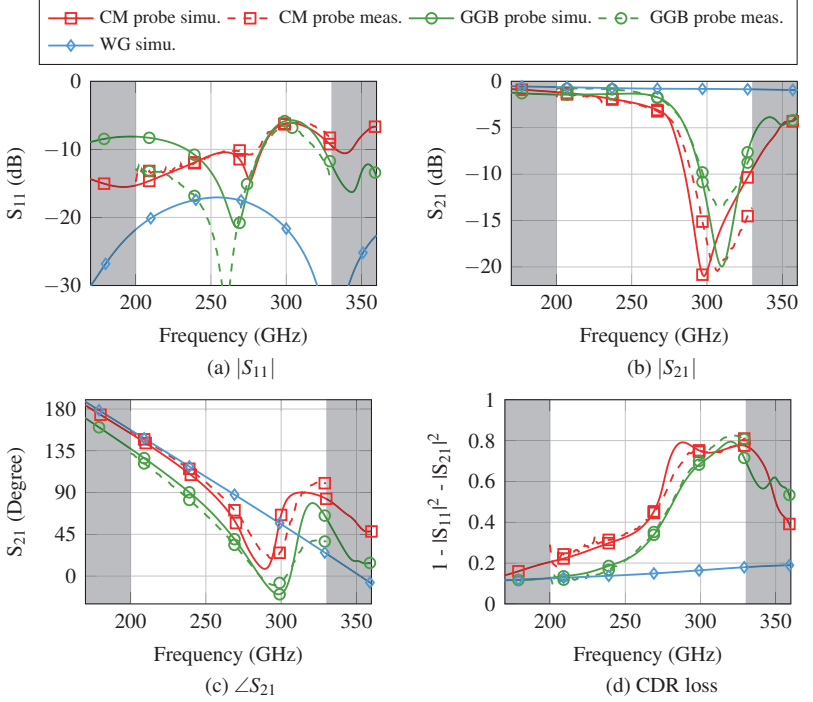 CM probe simu. CM probe meas. GGB probe simu. GGB probe meas.
WG simu.
0
−10
−20
−30
S11 (dB)
200 250 300 350
Frequency (GHz)
(a) |S11|
0
−5
−10
−15
−20
S21 (dB)
200 250 300 350
Frequency (GHz)
(b) |S21|
180
135
90
45
0
S21 (Degree)
200 250 300 350
Frequency (GHz)
(c) ∠S21
1
0.8
0.6
0.4
0.2
0
1 - |S11|² - |S21|²
200 250 300 350
Frequency (GHz)
(d) CDR loss